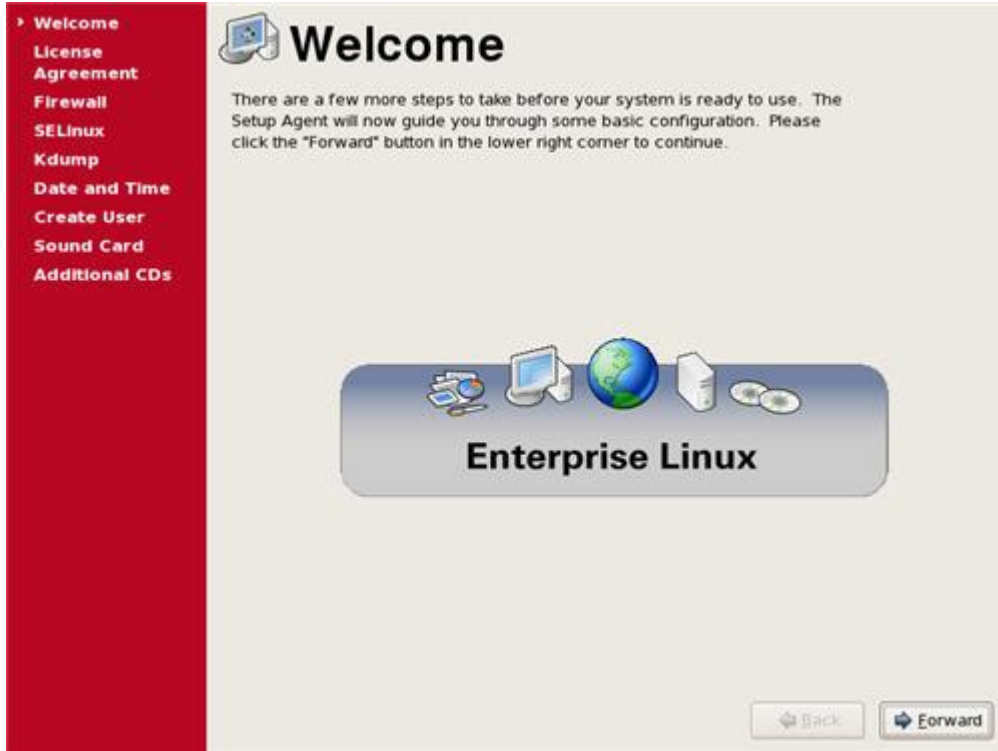 Welcome
License
Agreement
Firewall
SELinux
Kdump
Date and Time
Create User
Sound Card
Additional CDs
Welcome
There are a few more steps to take before your system is ready to use.  The
Setup Agent will now guide you through some basic configuration.  Please
click the "Forward" button in the lower right corner to continue.
Enterprise Linux
Back
Forward